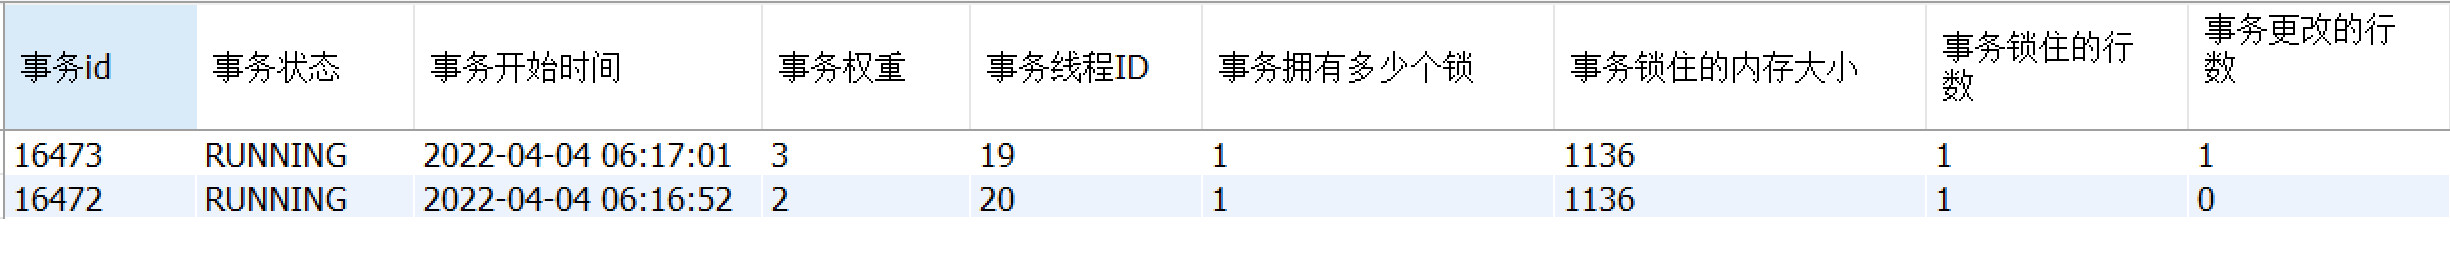 事务id 事务状态 事务开始时间 事务权重 事务线程ID 事务拥有多少个锁 事务锁住的内存大小 事务锁住的行数 事务更改的行数
16473 RUNNING 2022-04-04 06:17:01 3 19 1 1136 1 1
16472 RUNNING 2022-04-04 06:16:52 2 20 1 1136 1 0